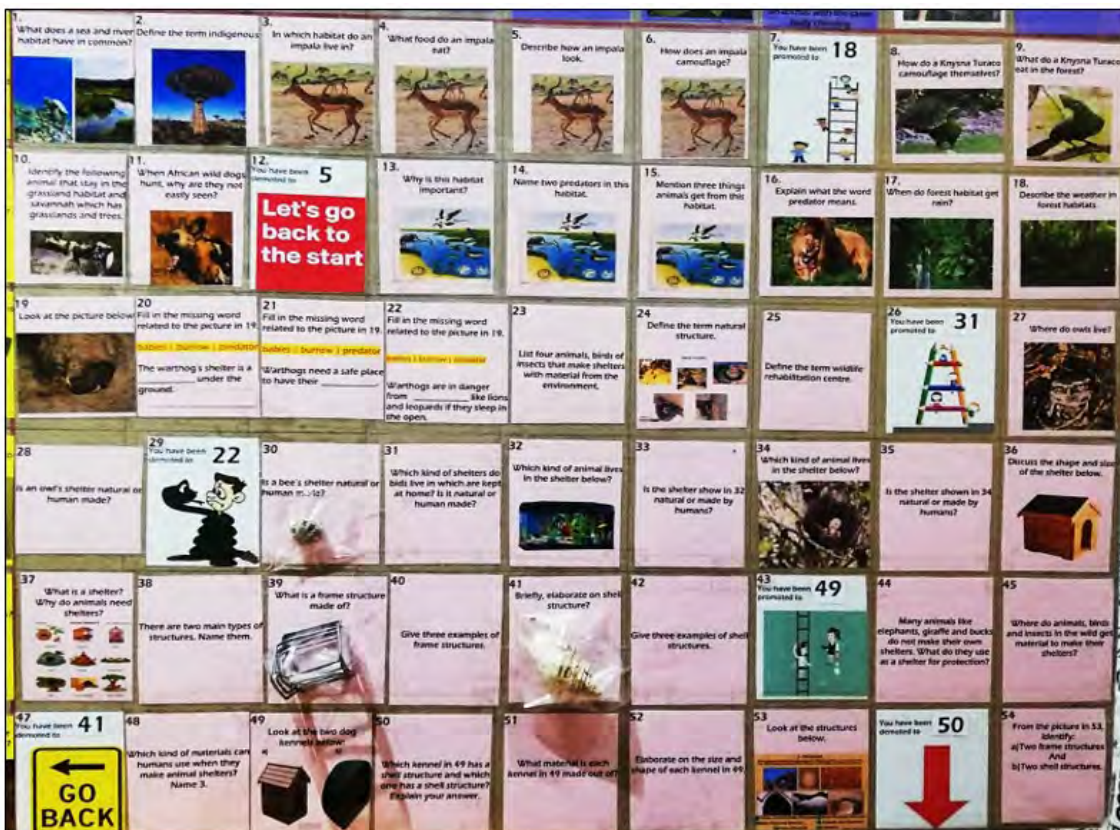 1.
What does a sea and river
habitat have in common?
2.
Define the term indigenous
3.
In which habitat do an
impala live in?
4.
What food do an impala
eat?
5.
Describe how an impala
look.
6.
How does an impala
camouflage?
7.
You have been
promoted to
18
8.
How do a Knysna Turaco
camouflage themselves?
9.
What do a Knysna Turaco
eat in the forest?
10.
Identify the following
animal that stay in the
grassland habitat and
savannah which has
grasslands and trees.
11.
When African wild dogs
hunt, why are they not
easily seen?
12.
You have been
demoted to
5
Let's go
back to
the start
13.
Why is this habitat
important?
14.
Name two predators in this
habitat.
15.
Mention three things
animals get from this
habitat.
16.
Explain what the word
predator means.
17.
When do forest habitat get
rain?
18.
Describe the weather in
forest habitats.
19
Look at the picture below
20
Fill in the missing word
related to the picture in 19.
babies | burrow | predator
The warthog's shelter is a
__________ under the
ground.
21
Fill in the missing word
related to the picture in 19.
babies | burrow | predator
Warthogs need a safe place
to have their __________
22
Fill in the missing word
related to the picture in 19.
babies | burrow | predator
Warthogs are in danger
from __________ like lions
and leopards if they sleep in
the open.
23
List four animals, birds of
insects that make shelters
with material from the
environment.
24
Define the term natural
structure.
25
Define the term wildlife
rehabilitation centre.
26
You have been
promoted to
31
27
Where do owls live?
28
Is an owl's shelter natural or
human made?
29
You have been
demoted to
22
30
Is a bee's shelter natural or
human made?
31
Which kind of shelters do
bids live in which are kept
at home? Is it natural or
human made?
32
Which kind of animal lives
in the shelter below?
33
Is the shelter show in 32
natural or made by
humans?
34
Which kind of animal lives
in the shelter below?
35
Is the shelter shown in 34
natural or made by
humans?
36
Discuss the shape and size
of the shelter below.
37
What is a shelter?
Why do animals need
shelters?
38
There are two main types of
structures. Name them.
39
What is a frame structure
made of?
40
Give three examples of
frame structures.
41
Briefly, elaborate on shell
structure?
42
Give three examples of shell
structures.
43
You have been
promoted to
49
44
Many animals like
elephants, giraffe and bucks
do not make their own
shelters. What do they use
as a shelter for protection?
45
Where do animals, birds
and insects in the wild get
material to make their
shelters?
47
You have been
demoted to
41
GO
BACK
48
Which kind of materials can
humans use when they
make animal shelters?
Name 3.
49
Look at the two dog
kennels below:
50
Which kennel in 49 has a
shell structure and which
one has a shell structure?
Explain your answer.
51
What material is each
kennel in 49 made out of?
52
Elaborate on the size and
shape of each kennel in 49.
53
Look at the structures
below.
You have been
demoted to
50
54
From the picture in 53,
identify:
a)Two frame structures
And
b)Two shell structures.